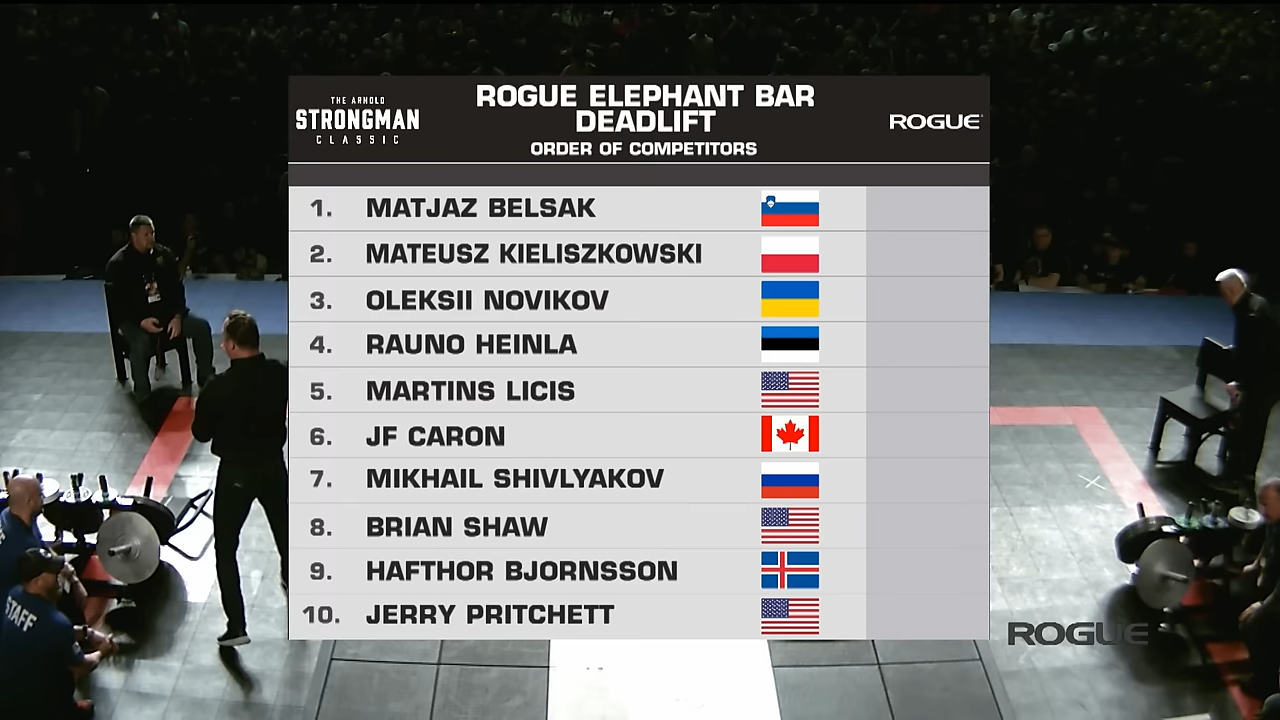 THE ARNOLD
STRONGMAN
CLASSIC
ROGUE ELEPHANT BAR
DEADLIFT
ORDER OF COMPETITORS
ROGUE
1. MATJAZ BELSAK
2. MATEUSZ KIELISZKOWSKI
3. OLEKSII NOVIKOV
4. RAUNO HEINLA
5. MARTINS LICIS
6. JF CARON
7. MIKHAIL SHIVLYAKOV
8. BRIAN SHAW
9. HAFTHOR BJORNSSON
10. JERRY PRITCHETT
STAFF
ROGUE